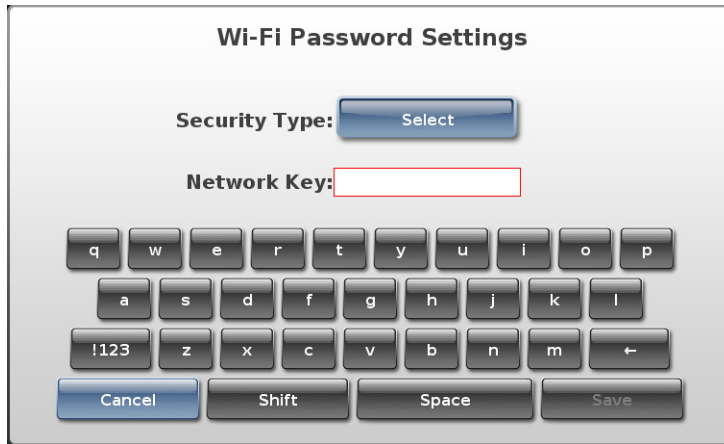 Wi-Fi Password Settings
Security Type: Select
Network Key:
q w e r t y u i o p
a s d f g h j k l
!123 z x c v b n m ←
Cancel Shift Space Save